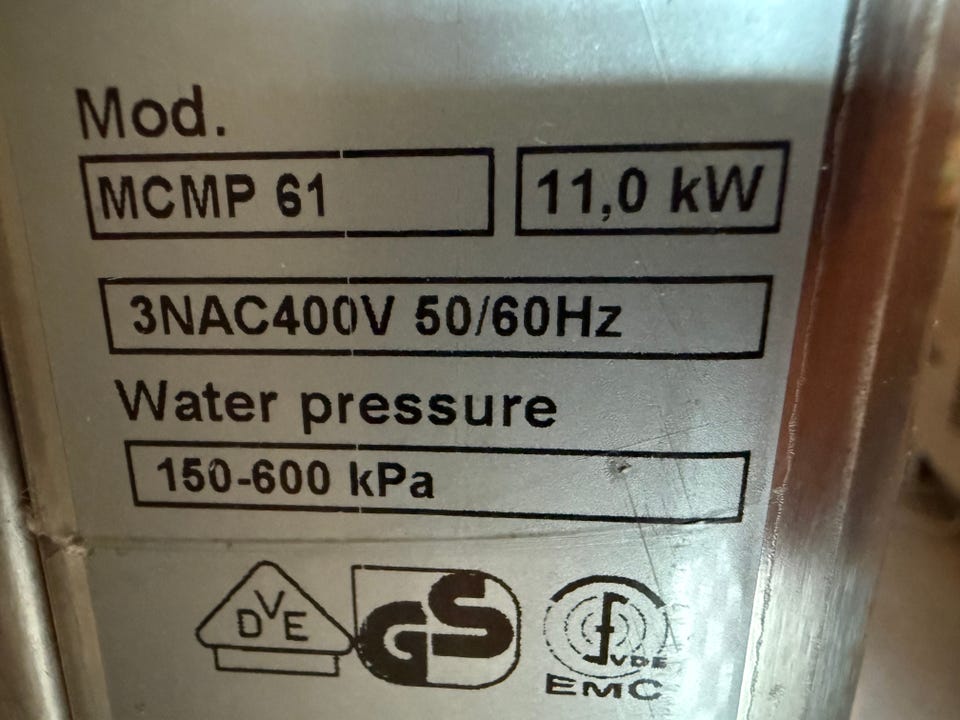 Mod.
MCMP 61 11,0 kW
3NAC400V 50/60Hz
Water pressure
150-600 kPa
DVE GS VDE
EMC